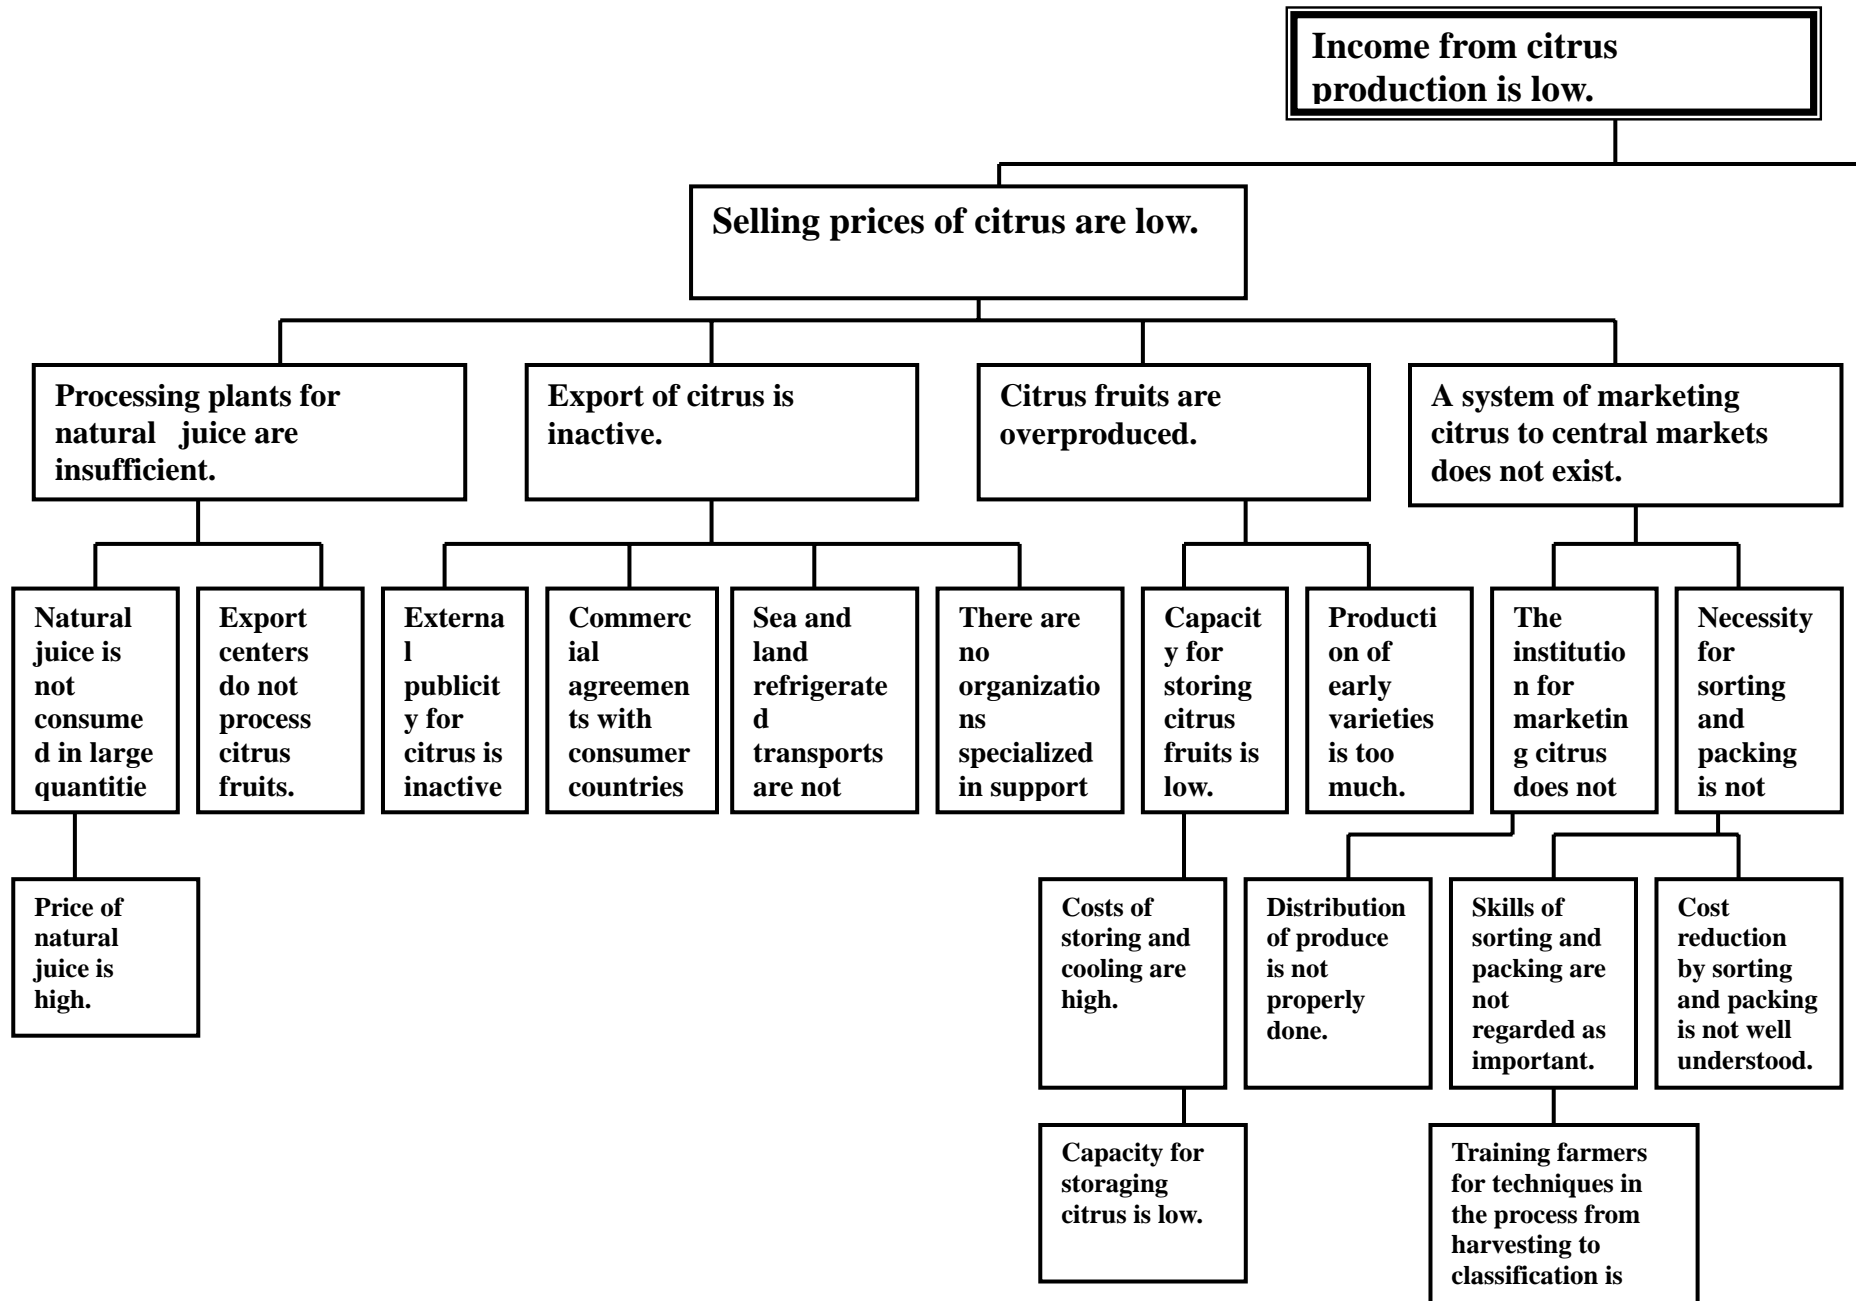 Income from citrus
production is low.
Selling prices of citrus are low.
Processing plants for
natural juice are
insufficient.
Export of citrus is
inactive.
Citrus fruits are
overproduced.
A system of marketing
citrus to central markets
does not exist.
Natural
juice is
not
consume
d in large
quantitie
Export
centers
do not
process
citrus
fruits.
Externa
l
publicit
y for
citrus is
inactive
Commerc
ial
agreemen
ts with
consumer
countries
Sea and
land
refrigerate
d
transports
are not
There are
no
organizatio
ns
specialized
in support
Capacit
y for
storing
citrus
fruits is
low.
Producti
on of
early
varieties
is too
much.
The
institutio
n for
marketin
g citrus
does not
Necessity
for
sorting
and
packing
is not
Price of
natural
juice is
high.
Costs of
storing and
cooling are
high.
Distribution
of produce
is not
properly
done.
Skills of
sorting and
packing are
not
regarded as
important.
Cost
reduction
by sorting
and packing
is not well
understood.
Capacity for
storaging
citrus is low.
Training farmers
for techniques in
the process from
harvesting to
classification is